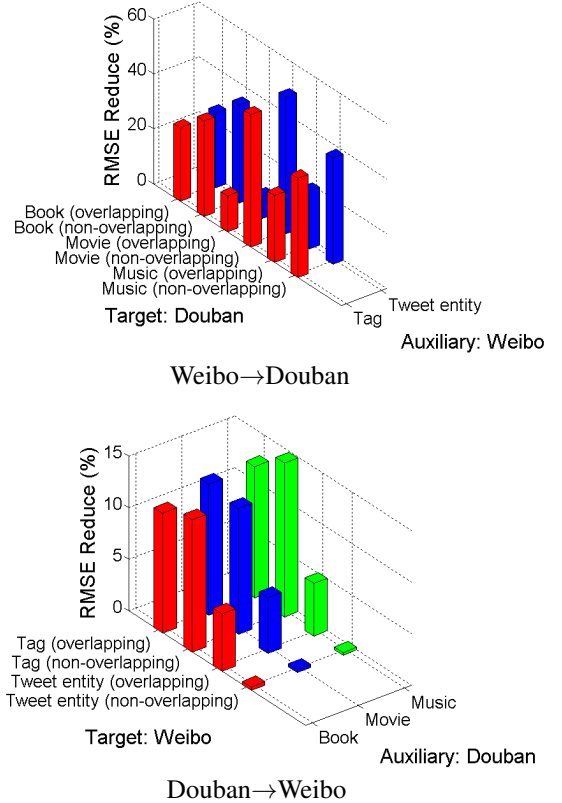 60
40
20
0
RMSE Reduce (%)
Book (overlapping)
Book (non-overlapping)
Movie (overlapping)
Movie (non-overlapping)
Music (overlapping)
Music (non-overlapping)
Target: Douban
Tweet entity
Tag
Auxiliary: Weibo
Weibo→Douban
15
10
5
0
RMSE Reduce (%)
Tag (overlapping)
Tag (non-overlapping)
Tweet entity (overlapping)
Tweet entity (non-overlapping)
Target: Weibo
Music
Movie
Book
Auxiliary: Douban
Douban→Weibo